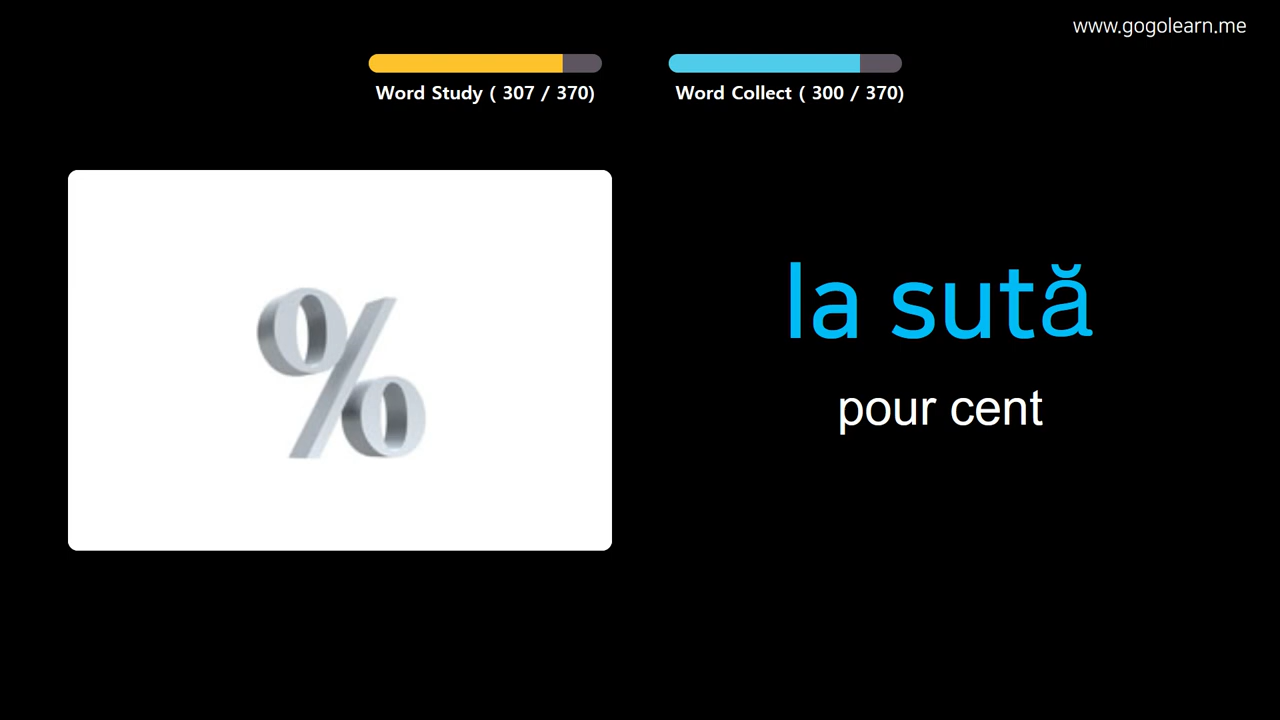 www.gogolearn.me
Word Study ( 307 / 370)
Word Collect ( 300 / 370)
%
la sută
pour cent